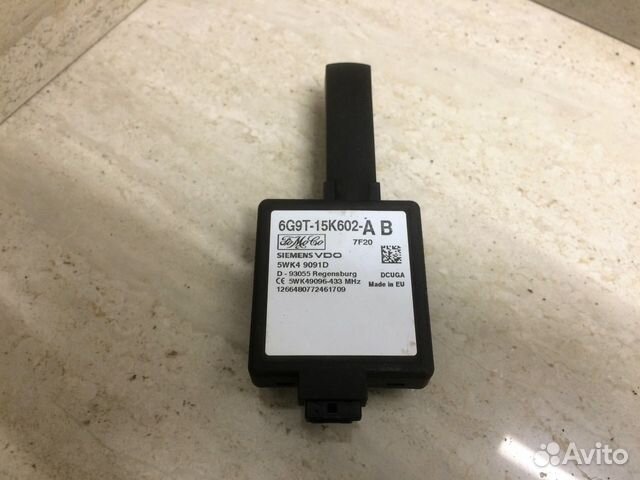 6G9T-15K602-A B
FoMoCo
7F20
SIEMENS VDO
5WK4 9091D
D - 93055 Regensburg
DCUGA
CE 5WK49096-433 MHz
Made in EU
1266480772461709
Avito